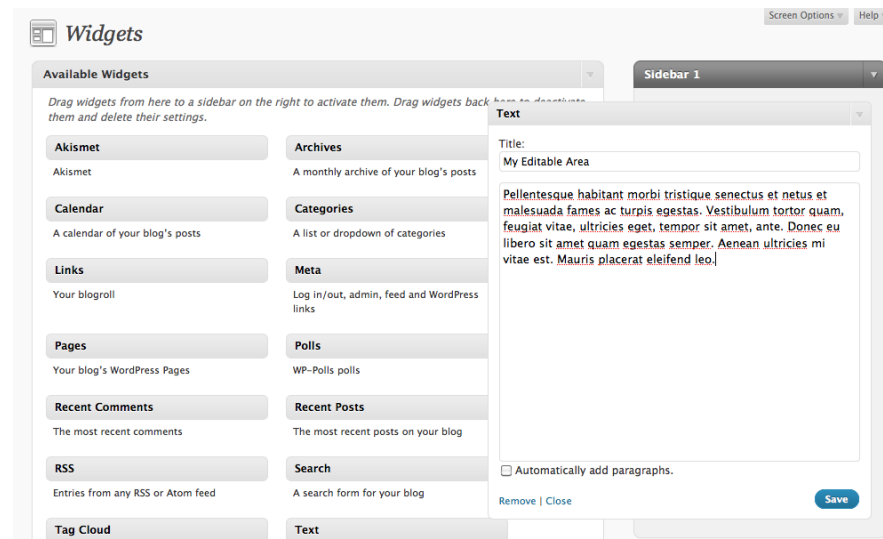 Screen Options
Help
Widgets
Available Widgets
Sidebar 1
Drag widgets from here to a sidebar on the right to activate them. Drag widgets back here to deactivate
them and delete their settings.
Akismet
Akismet
Archives
A monthly archive of your blog's posts
Calendar
A calendar of your blog's posts
Categories
A list or dropdown of categories
Links
Your blogroll
Meta
Log in/out, admin, feed and WordPress
links
Pages
Your blog's WordPress Pages
Polls
WP-Polls polls
Recent Comments
The most recent comments
Recent Posts
The most recent posts on your blog
RSS
Entries from any RSS or Atom feed
Search
A search form for your blog
Tag Cloud
Text
Text
Title:
My Editable Area
Pellentesque habitant morbi tristique senectus et netus et
malesuada fames ac turpis egestas. Vestibulum tortor quam,
feugiat vitae, ultricies eget, tempor sit amet, ante. Donec eu
libero sit amet quam egestas semper. Aenean ultricies mi
vitae est. Mauris placerat eleifend leo.
Automatically add paragraphs.
Remove | Close
Save